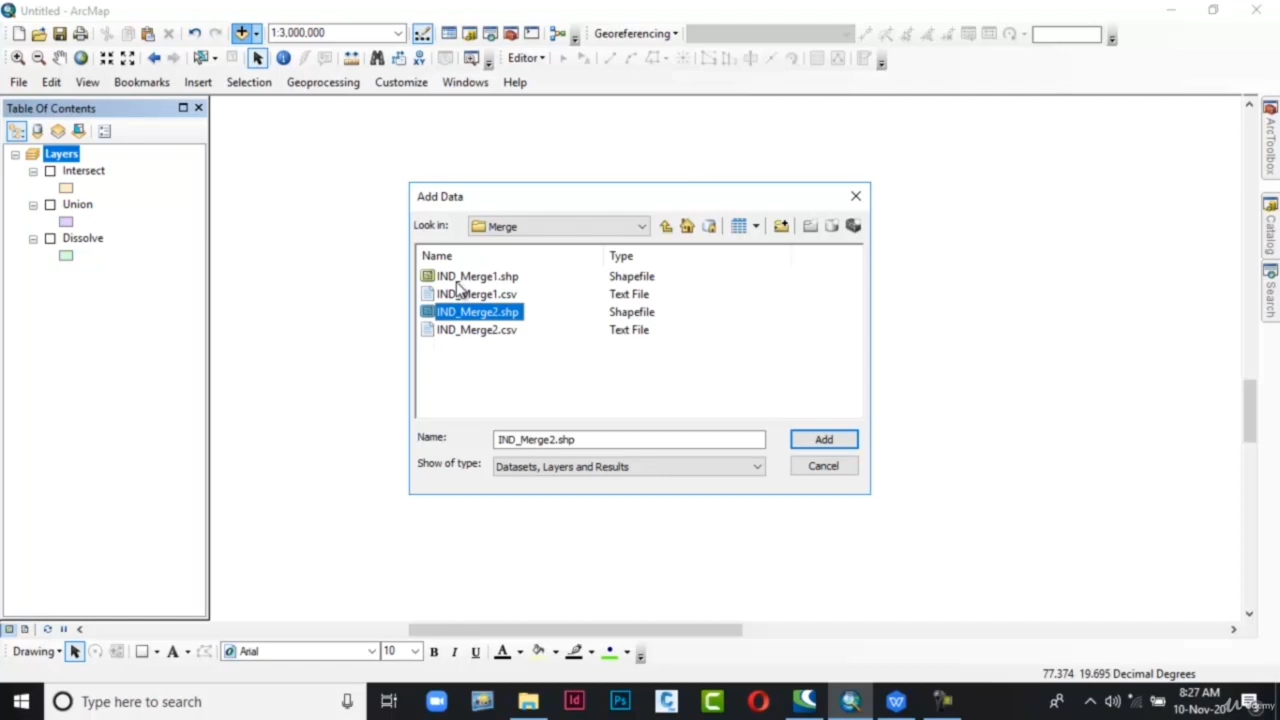 Untitled - ArcMap
1:3,000,000
Georeferencing
Editor
File Edit View Bookmarks Insert Selection Geoprocessing Customize Windows Help
Table Of Contents
Layers
Intersect
Union
Dissolve
Add Data
Look in: Merge
Name Type
IND_Merge1.shp Shapefile
IND_Merge1.csv Text File
IND_Merge2.shp Shapefile
IND_Merge2.csv Text File
Name: IND_Merge2.shp Add
Show of type: Datasets, Layers and Results Cancel
ArcToolbox
Catalog
Search
Drawing A Arial 10 B I U A
77.374 19.695 Decimal Degrees
Type here to search
Id
Ps
8:27 AM